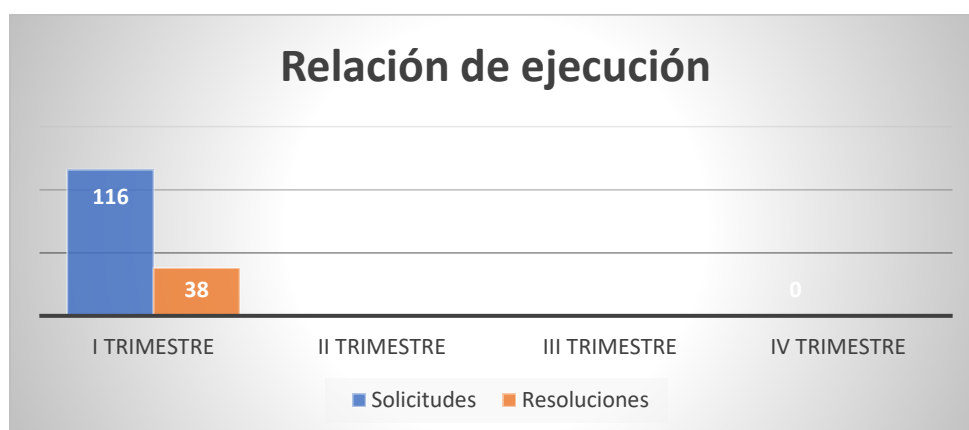 Relación de ejecución
116
38
0
I TRIMESTRE II TRIMESTRE III TRIMESTRE IV TRIMESTRE
Solicitudes Resoluciones